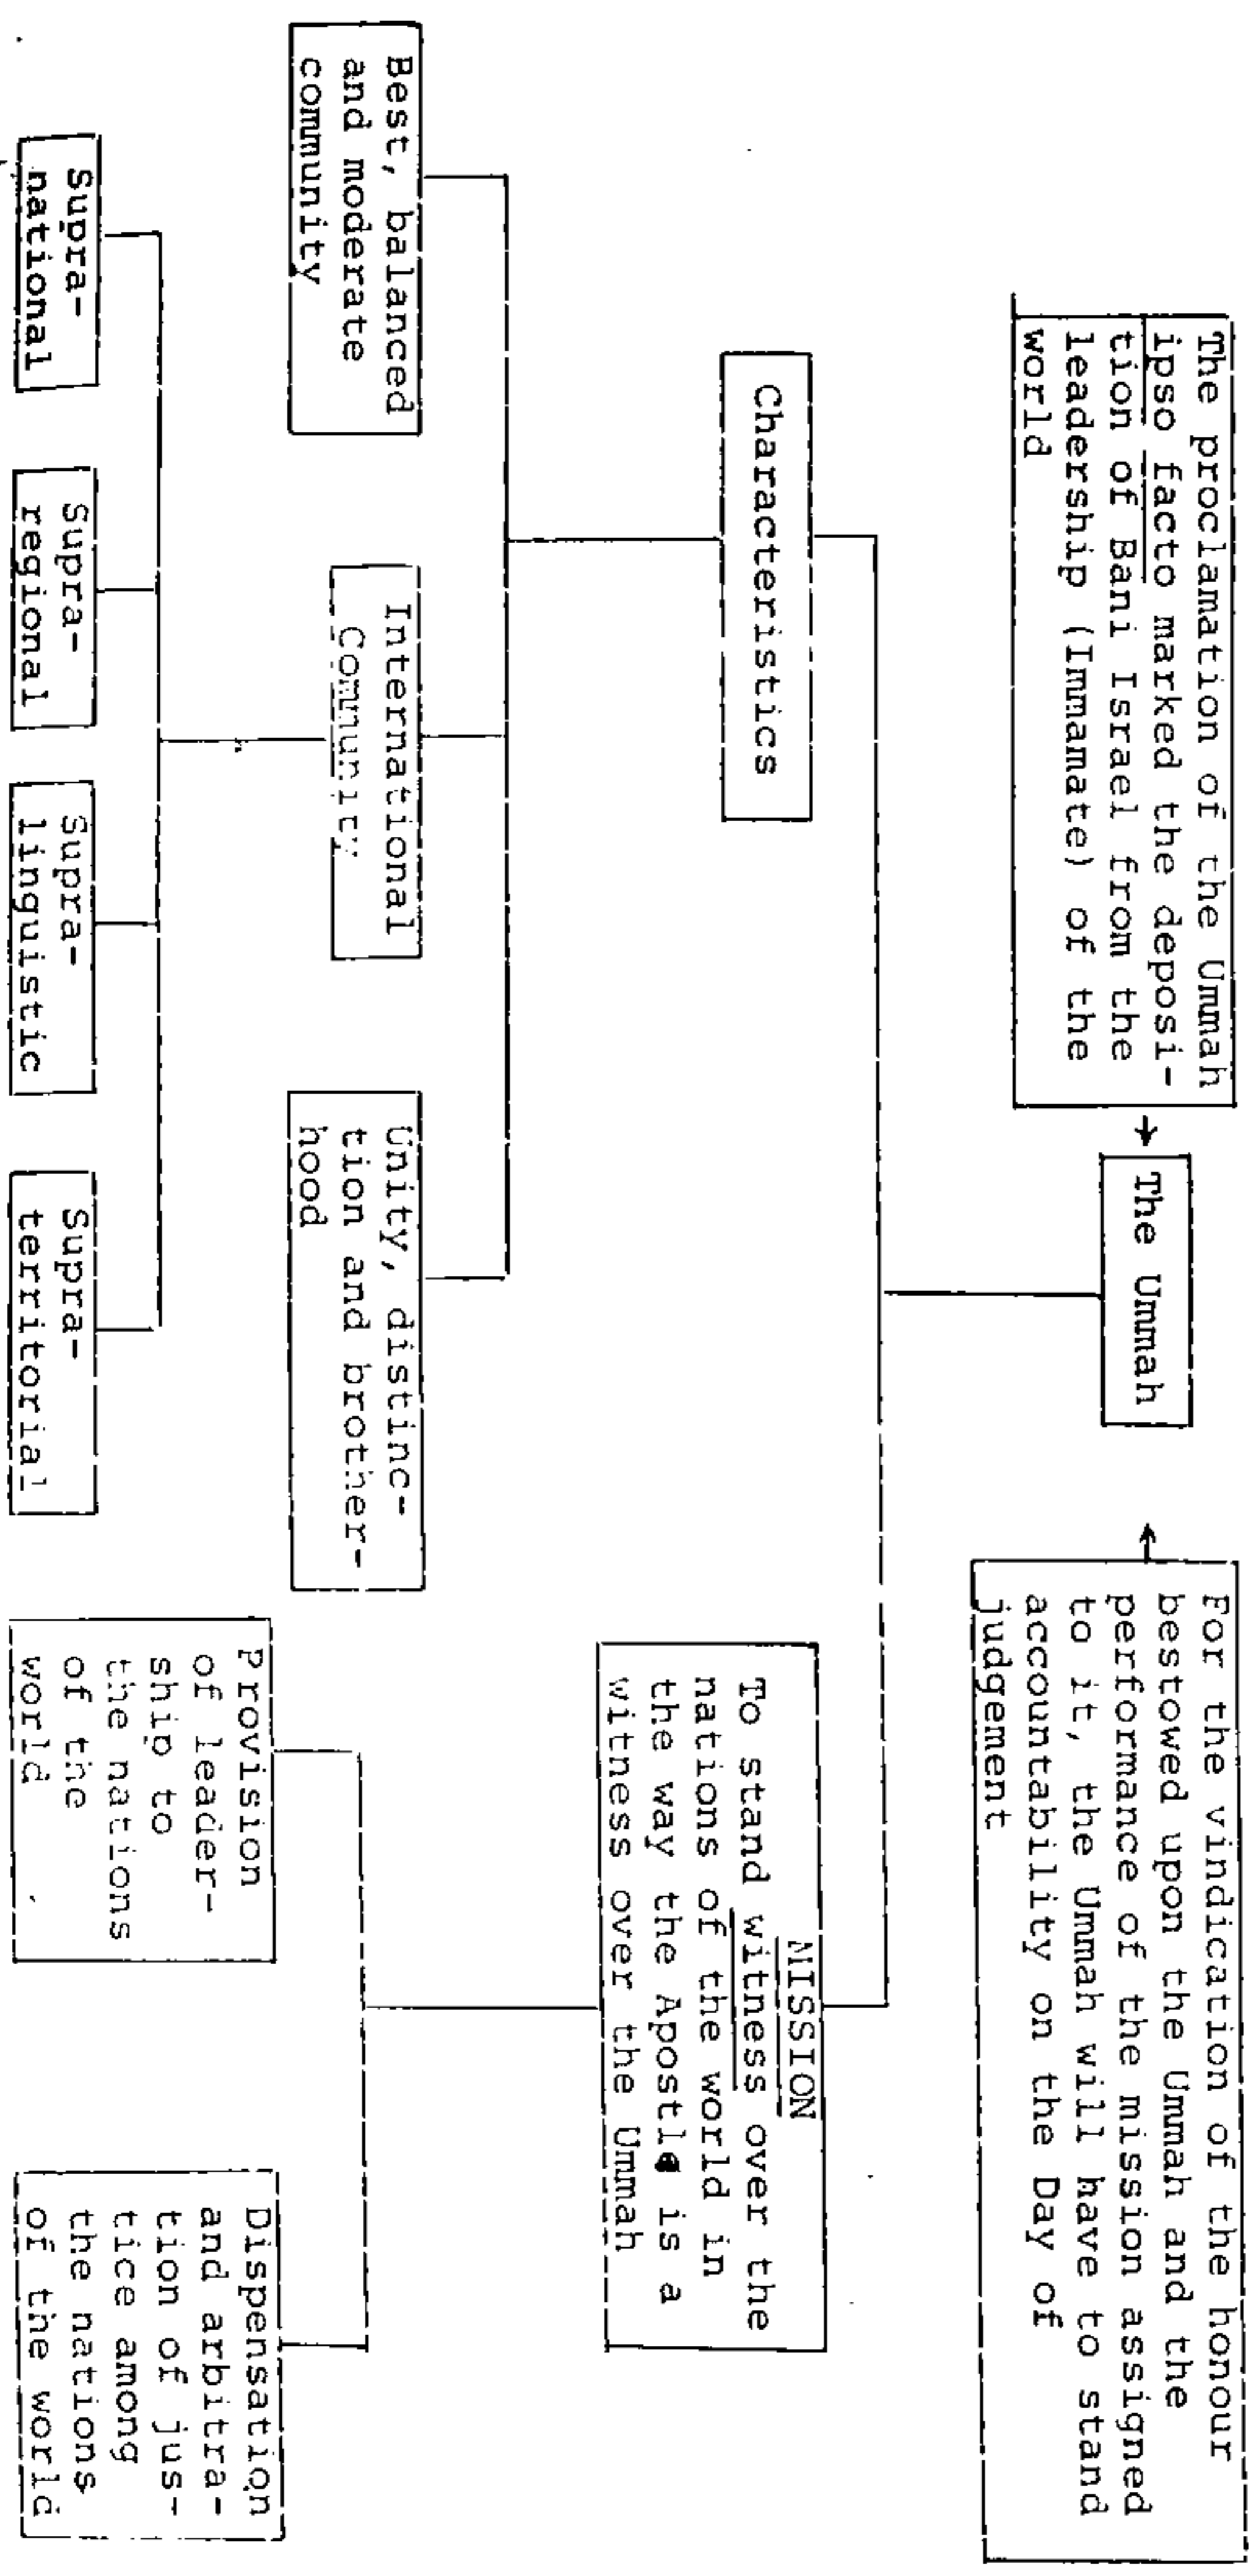 The proclamation of the Ummah
ipso facto marked the deposi-
tion of Bani Israel from the
leadership (Immamate) of the
world
The Ummah
For the vindication of the honour
bestowed upon the Ummah and the
performance of the mission assigned
to it, the Ummah will have to stand
accountability on the Day of
judgement
Characteristics
MISSION
To stand witness over the
nations of the world in
the way the Apostle is a
witness over the Ummah
Best, balanced
and moderate
community
International
Community
Unity, distinc-
tion and brother-
hood
Supra-
national
Supra-
regional
Supra-
linguistic
Supra-
territorial
Provision
of leader-
ship to
the nations
of the
world
Dispensation
and arbitra-
tion of jus-
tice among
the nations
of the world